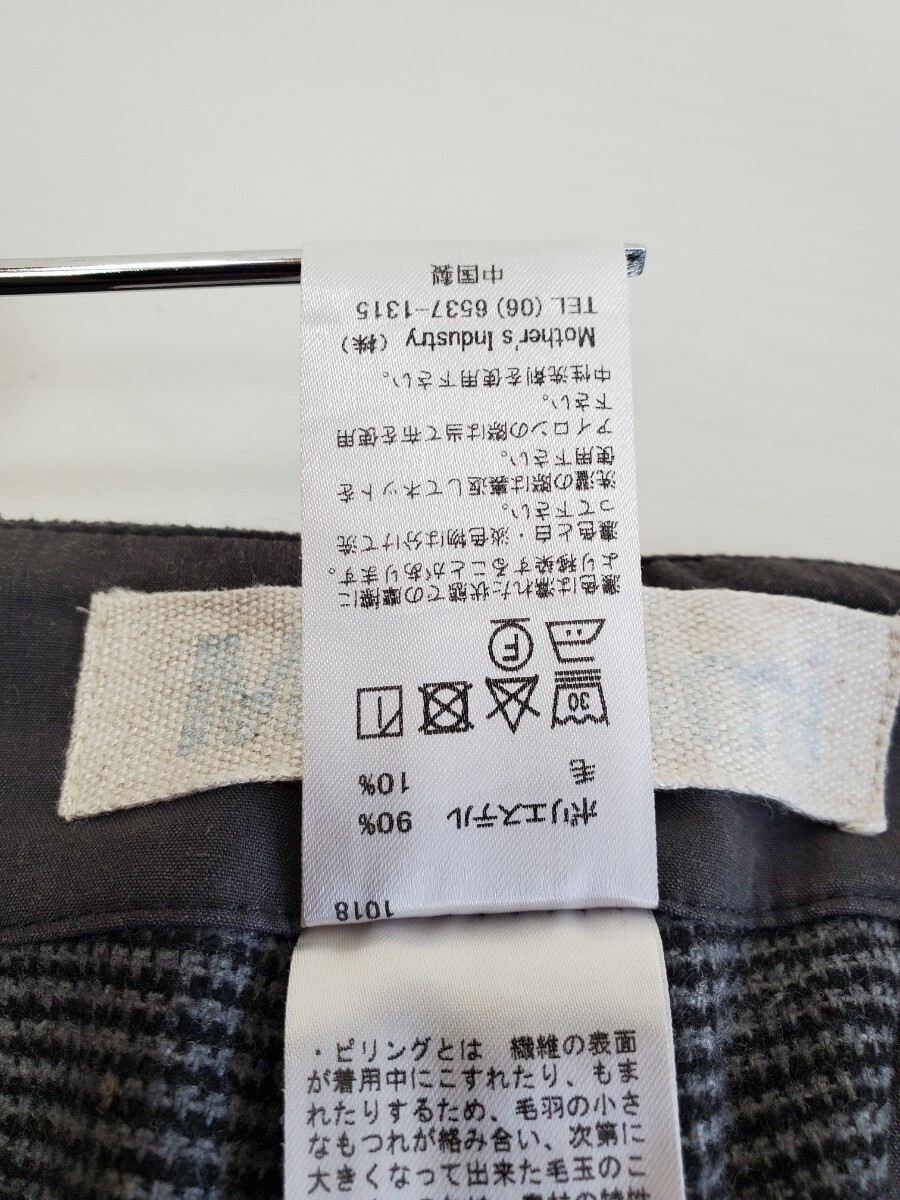 1018
ポリエステル 90%
毛 10%
30
F
濃色は濡れた状態での摩擦に
より移染することがあります。
濃色と白・淡色物は分けて洗
って下さい。
洗濯の際は裏返してネットを
使用下さい。
アイロンの際は当て布を使用
下さい。
中性洗剤を使用下さい。
Mother's Industry (株)
TEL (06) 6537-1315
中国製
・ピリングとは 繊維の表面
が着用中にこすれたり、もま
れたりするため、毛羽の小さ
なもつれが絡み合い、次第に
大きくなって出来た毛玉のこ